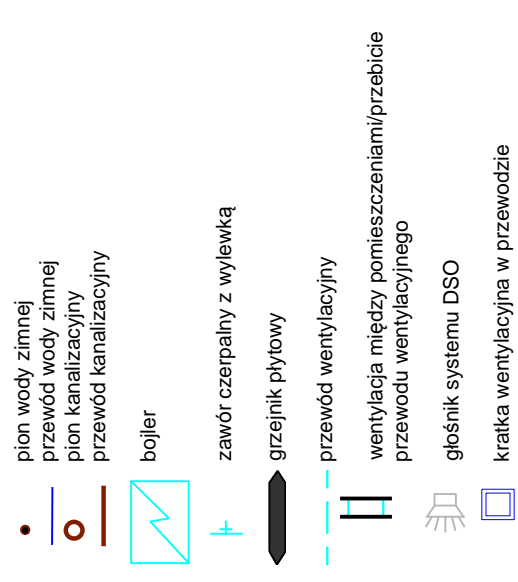 pion wody zimnej
przewód wody zimnej
pion kanalizacyjny
przewód kanalizacyjny
bojler
zawór czerpalny z wylewką
grzejnik płytowy
przewód wentylacyjny
wentylacja między pomieszczeniami/przebicie
przewodu wentylacyjnego
głośnik systemu DSO
kratka wentylacyjna w przewodzie